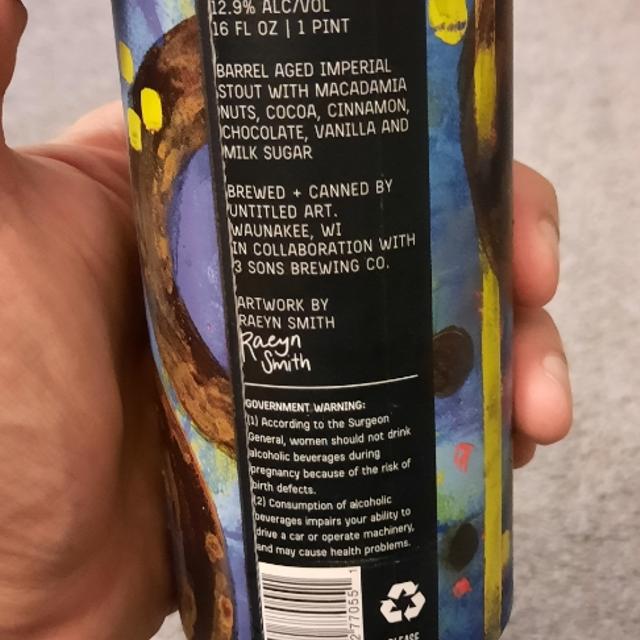 12.9% ALC/VOL
16 FL OZ | 1 PINT
BARREL AGED IMPERIAL
STOUT WITH MACADAMIA
NUTS, COCOA, CINNAMON,
CHOCOLATE, VANILLA AND
MILK SUGAR
BREWED + CANNED BY
UNTITLED ART.
WAUNAKEE, WI
IN COLLABORATION WITH
3 SONS BREWING CO.
ARTWORK BY
RAEYN SMITH
Raeyn
Smith
GOVERNMENT WARNING:
(1) According to the Surgeon
General, women should not drink
alcoholic beverages during
pregnancy because of the risk of
birth defects.
(2) Consumption of alcoholic
beverages impairs your ability to
drive a car or operate machinery,
and may cause health problems.
277055 1
PLEASE